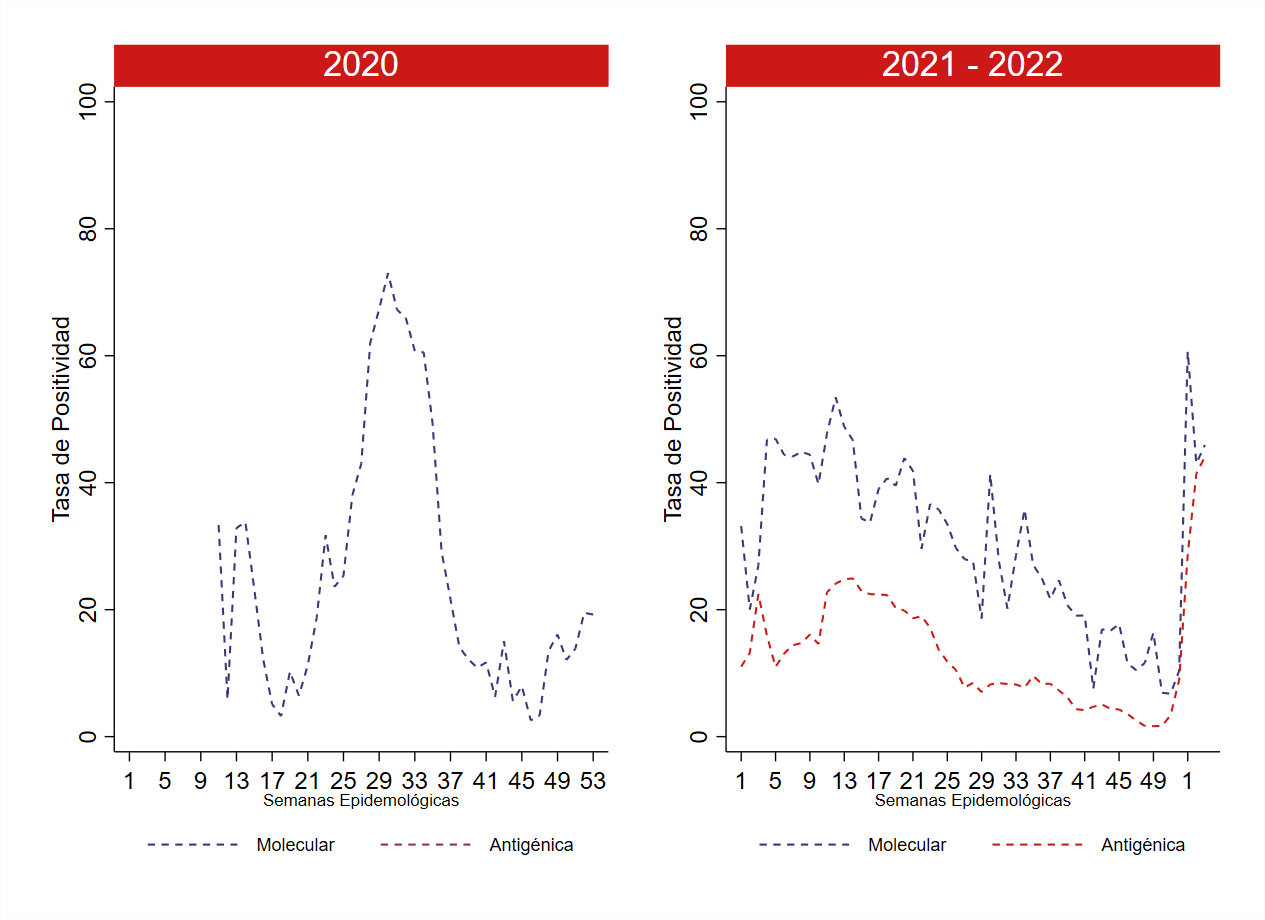 2020
100
80
60
40
20
0
Tasa de Positividad
1 5 9 13 17 21 25 29 33 37 41 45 49 53
Semanas Epidemológicas
Molecular Antigénica
2021 - 2022
100
80
60
40
20
0
Tasa de Positividad
1 5 9 13 17 21 25 29 33 37 41 45 49 1
Semanas Epidemológicas
Molecular Antigénica